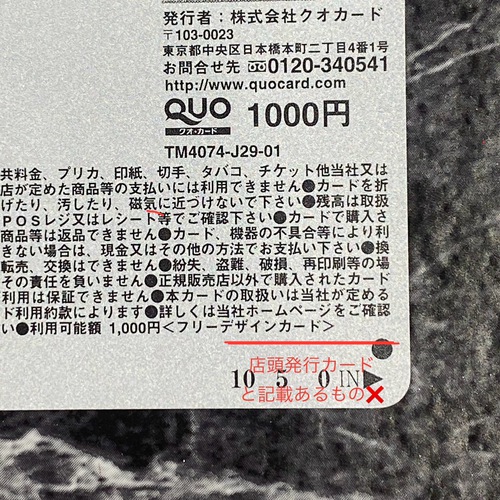 発行者：株式会社クオカード
〒103-0023
東京都中央区日本橋本町二丁目4番1号
お問合せ先 0120-340541
http://www.quocard.com
QUO 1000円
クオ・カード
TM4074-J29-01
共料金、プリカ、印紙、切手、タバコ、チケット他当社又は
店が定めた商品等の支払いには利用できません●カードを折
げたり、汚したり、磁気に近づけないで下さい●残高は取扱
POSレジ又はレシート等でご確認下さい●カードで購入さ
商品等は返品できません●カード、機器の不具合等により利
きない場合は、現金又はその他の方法でお支払い下さい●換
転売、交換はできません●紛失、盗難、破損、再印刷等の場
その責任を負いません●正規販売店以外で購入されたカード
利用は保証できません●本カードの取扱いは当社が定める
ド利用約款によります●詳しくは当社ホームページをご確認
い●利用可能額 1,000円＜フリーデザインカード＞
店頭発行カード
と記載あるもの❌
10 5 0 IN▶